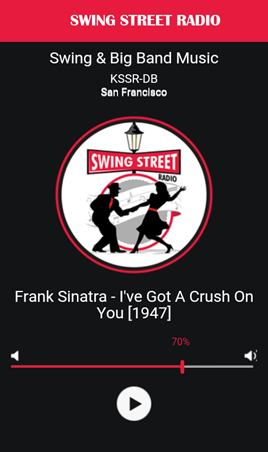 SWING STREET RADIO
Swing & Big Band Music
KSSR-DB
San Francisco
SWING STREET
RADIO
Frank Sinatra - I've Got A Crush On
You [1947]
70%